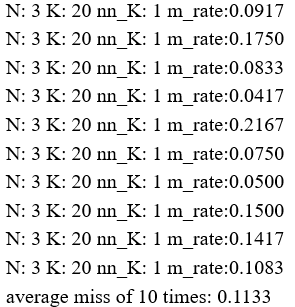 N: 3 K: 20 nn_K: 1 m_rate:0.0917
N: 3 K: 20 nn_K: 1 m_rate:0.1750
N: 3 K: 20 nn_K: 1 m_rate:0.0833
N: 3 K: 20 nn_K: 1 m_rate:0.0417
N: 3 K: 20 nn_K: 1 m_rate:0.2167
N: 3 K: 20 nn_K: 1 m_rate:0.0750
N: 3 K: 20 nn_K: 1 m_rate:0.0500
N: 3 K: 20 nn_K: 1 m_rate:0.1500
N: 3 K: 20 nn_K: 1 m_rate:0.1417
N: 3 K: 20 nn_K: 1 m_rate:0.1083
average miss of 10 times: 0.1133